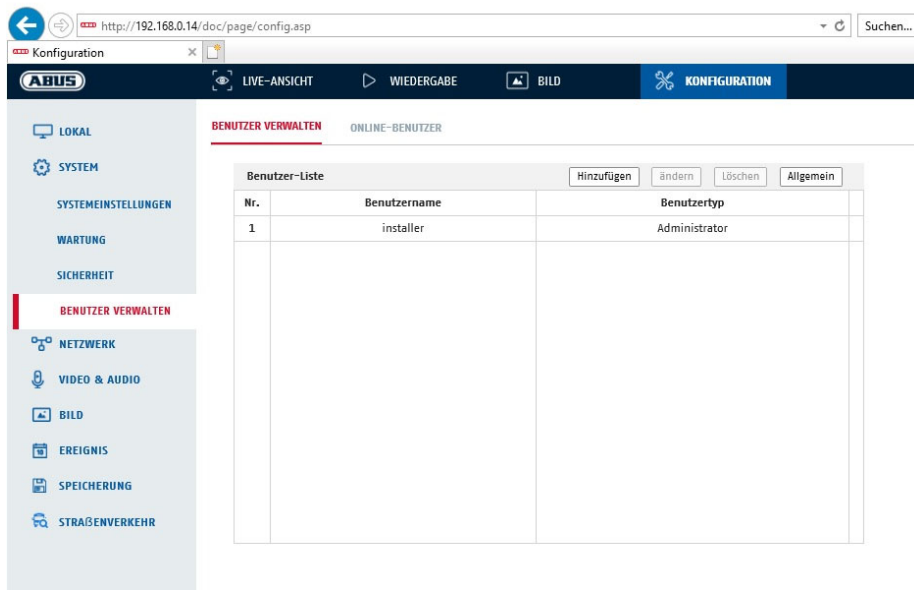 http://192.168.0.14/doc/page/config.asp
Suchen...
Konfiguration
ABUS
LIVE-ANSICHT
WIEDERGABE
BILD
KONFIGURATION
LOKAL
SYSTEM
SYSTEMEINSTELLUNGEN
WARTUNG
SICHERHEIT
BENUTZER VERWALTEN
NETZWERK
VIDEO & AUDIO
BILD
EREIGNIS
SPEICHERUNG
STRAßENVERKEHR
BENUTZER VERWALTEN
ONLINE-BENUTZER
Benutzer-Liste
Hinzufügen
ändern
Löschen
Allgemein
Nr. Benutzername Benutzertyp
1 installer Administrator